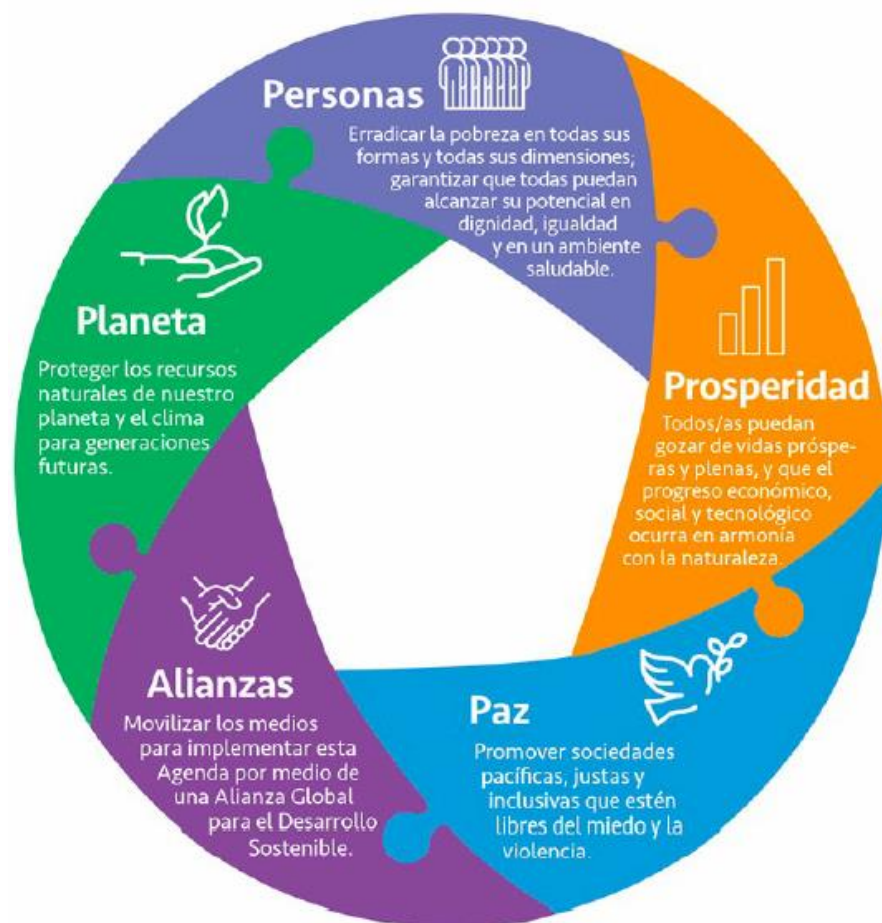 Personas
Erradicar la pobreza en todas sus
formas y todas sus dimensiones;
garantizar que todas puedan
alcanzar su potencial en
dignidad, igualdad
y en un ambiente
saludable.
Prosperidad
Todos/as puedan
gozar de vidas próspe-
ras y plenas, y que el
progreso económico,
social y tecnológico
ocurra en armonía
con la naturaleza.
Paz
Promover sociedades
pacíficas, justas y
inclusivas que estén
libres del miedo y la
violencia.
Alianzas
Movilizar los medios
para implementar esta
Agenda por medio de
una Alianza Global
para el Desarrollo
Sostenible.
Planeta
Proteger los recursos
naturales de nuestro
planeta y el clima
para generaciones
futuras.